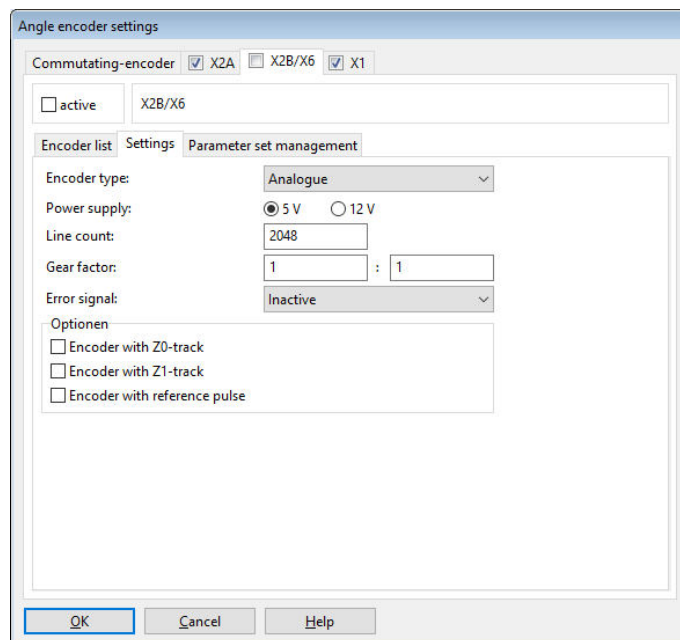 Angle encoder settings
Commutating-encoder X2A X2B/X6 X1
active X2B/X6
Encoder list Settings Parameter set management
Encoder type: Analogue
Power supply: 5 V 12 V
Line count: 2048
Gear factor: 1 : 1
Error signal: Inactive
Optionen
Encoder with Z0-track
Encoder with Z1-track
Encoder with reference pulse
OK Cancel Help